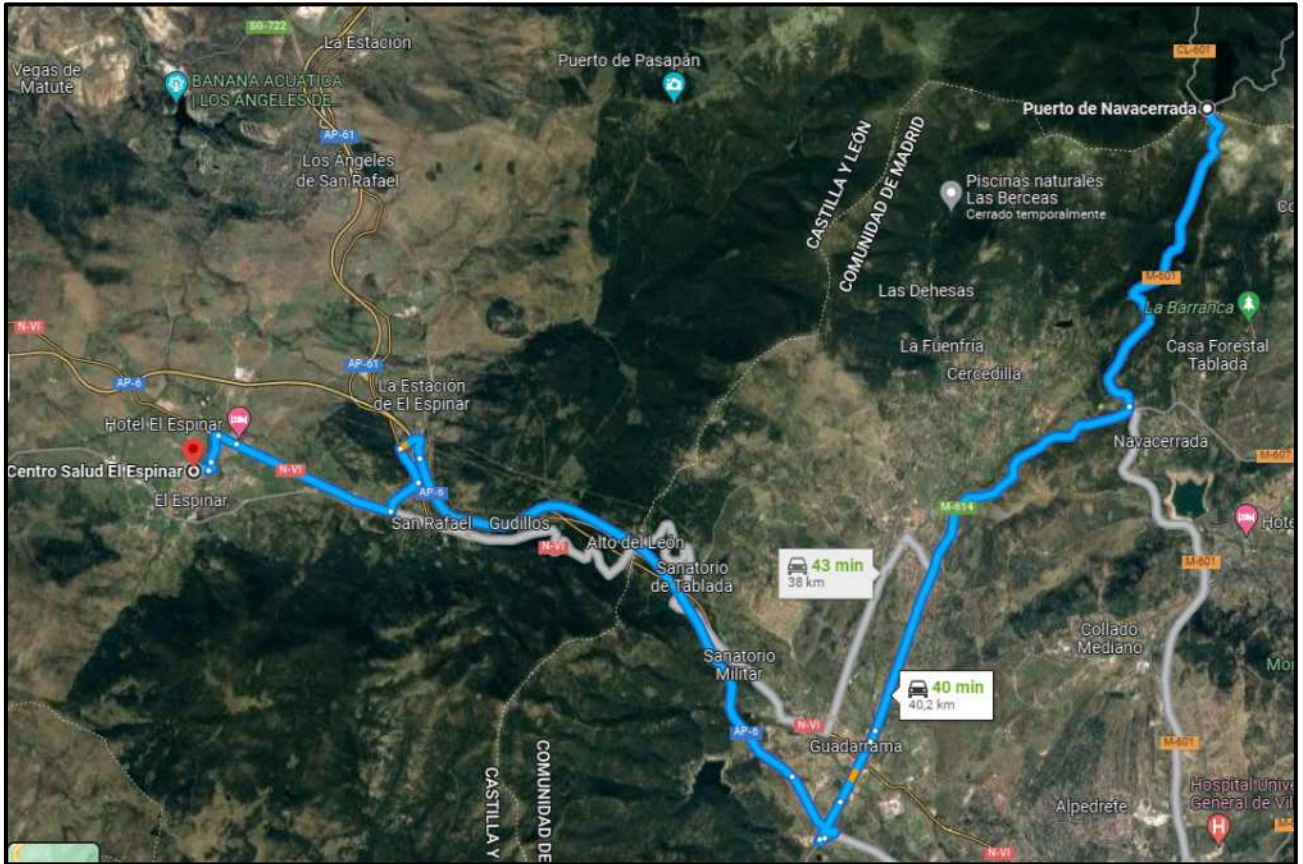 SG-722
La Estación
Vegas de
Matute
BANANA ACUÁTICA
| LOS ÁNGELES DE...
AP-61
Los Ángeles
de San Rafael
Puerto de Pasapán
CL-601
Puerto de Navacerrada
CASTILLA Y LEÓN
COMUNIDAD DE MADRID
Piscinas naturales
Las Berceas
Cerrado temporalmente
Las Dehesas
M-601
La Barranca
La Fuenfría
Cercedilla
Casa Forestal
Tablada
N-VI
AP-61
AP-6
La Estación
de El Espinar
Hotel El Espinar
Centro Salud El Espinar
N-VI
El Espinar
AP-6
San Rafael
Gudillos
N-VI
Alto del León
Sanatorio
de Tablada
Navacerrada
M-607
M-614
43 min
38 km
M-601
Collado
Mediano
Sanatorio
Militar
40 min
40,2 km
N-VI
AP-6
Guadarrama
M-601
CASTILLA Y
COMUNIDAD DE
Alpedrete
Hospital Unive
General de Vil
H
N-VI